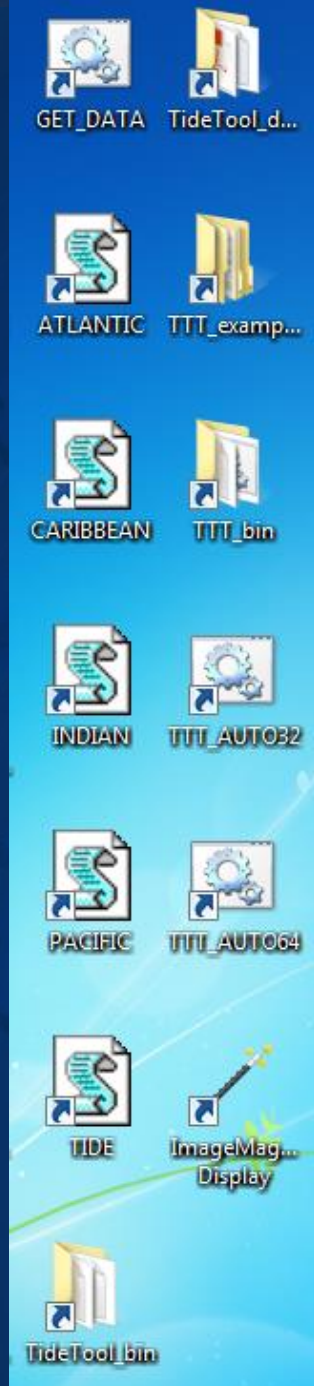 GET_DATA
TideTool_d...
ATLANTIC
TTT_examp...
CARIBBEAN
TTT_bin
INDIAN
TTT_AUTO32
PACIFIC
TTT_AUTO64
TIDE
ImageMag...
Display
TideTool_bin